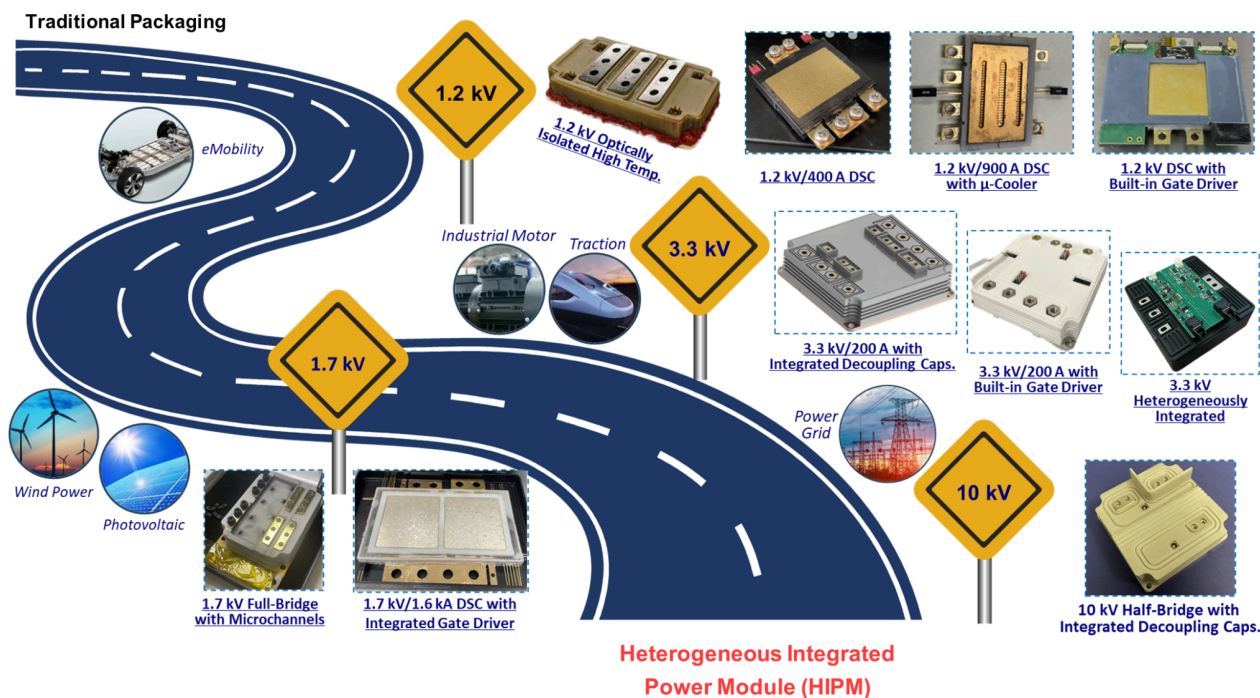 Traditional Packaging
1.2 kV
1.2 kV Optically
Isolated High Temp.
1.2 kV/400 A DSC
1.2 kV/900 A DSC
with µ-Cooler
1.2 kV DSC with
Built-in Gate Driver
eMobility
Industrial Motor
Traction
3.3 kV
3.3 kV/200 A with
Integrated Decoupling Caps.
3.3 kV/200 A with
Built-in Gate Driver
3.3 kV
Heterogeneously
Integrated
1.7 kV
Wind Power
Photovoltaic
1.7 kV Full-Bridge
with Microchannels
1.7 kV/1.6 kA DSC with
Integrated Gate Driver
Power
Grid
10 kV
10 kV Half-Bridge with
Integrated Decoupling Caps.
Heterogeneous Integrated
Power Module (HIPM)